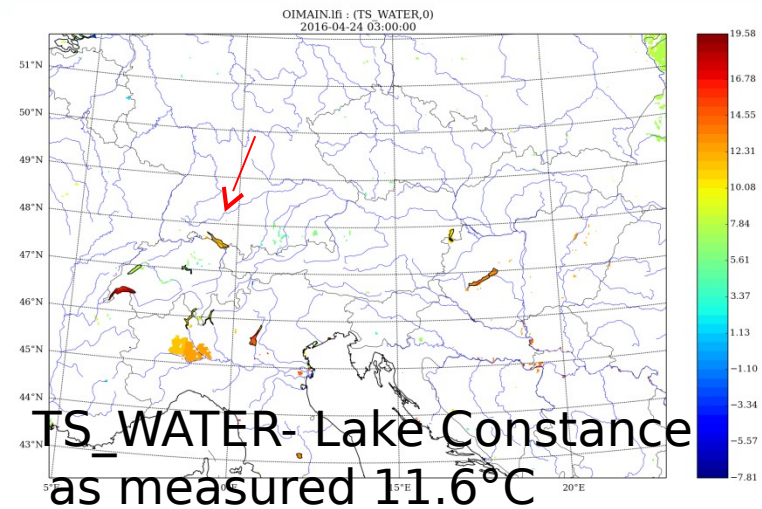 OIMAIN.lfi : (TS_WATER,0)
2016-04-24 03:00:00
51°N
50°N
49°N
48°N
47°N
46°N
45°N
44°N
43°N
19.58
16.78
14.55
12.31
10.08
7.84
5.61
3.37
1.13
−1.10
−3.34
−5.57
−7.81
TS_WATER- Lake Constance
as measured 11.6°C
5°E
15°E
20°E